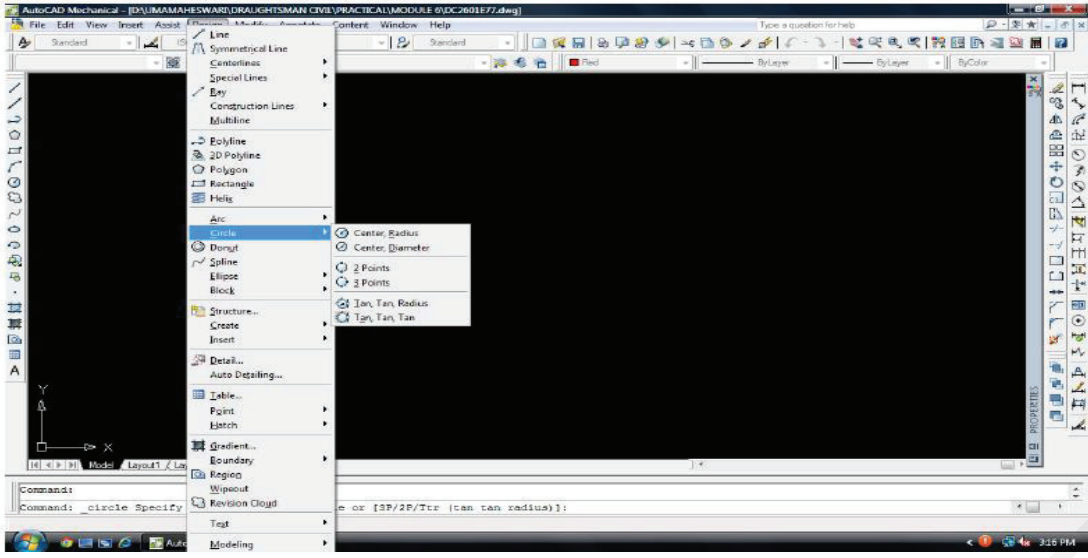 AutoCAD Mechanical - [D:\UMAMAHESWARI\DRAUGHTSMAN CIVIL\PRACTICAL\MODULE 6\DC2601E77.dwg]
File Edit View Insert Assist Design Modify Annotate Content Window Help
Type a question for help
Standard
Standard
Red
ByLayer
ByLayer
ByColor
Line
Symmetrical Line
Centerlines
Special Lines
Ray
Construction Lines
Multiline
Polyline
3D Polyline
Polygon
Rectangle
Helix
Arc
Circle
Center, Radius
Donut
Center, Diameter
Spline
2 Points
Ellipse
3 Points
Block
Tan, Tan, Radius
Structure...
Tan, Tan, Tan
Create
Insert
Detail...
Auto Detailing...
A
Table...
Point
Hatch
Y
X
PROPERTIES
Gradient...
Boundary
Model Layout1
Region
Wipeout
Command:
Revision Cloud
Command: _circle Specify
e or [3P/2P/Ttr (tan tan radius)]:
Text
Modeling
3:16 PM